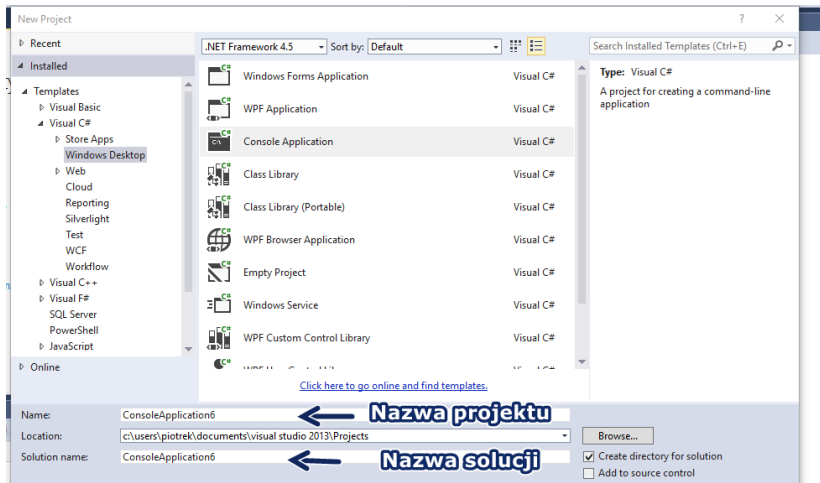 New Project
Recent
Installed
Templates
Visual Basic
Visual C#
Store Apps
Windows Desktop
Web
Cloud
Reporting
Silverlight
Test
WCF
Workflow
Visual C++
Visual F#
SQL Server
PowerShell
JavaScript
Online
.NET Framework 4.5 Sort by: Default
Windows Forms Application Visual C#
WPF Application Visual C#
Console Application Visual C#
Class Library Visual C#
Class Library (Portable) Visual C#
WPF Browser Application Visual C#
Empty Project Visual C#
Windows Service Visual C#
WPF Custom Control Library Visual C#
Click here to go online and find templates.
Search Installed Templates (Ctrl+E)
Type: Visual C#
A project for creating a command-line
application
Name: ConsoleApplication6 Nazwa projektu
Location: c:\users\piotrek\documents\visual studio 2013\Projects Browse...
Solution name: ConsoleApplication6 Nazwa solucji Create directory for solution
Add to source control